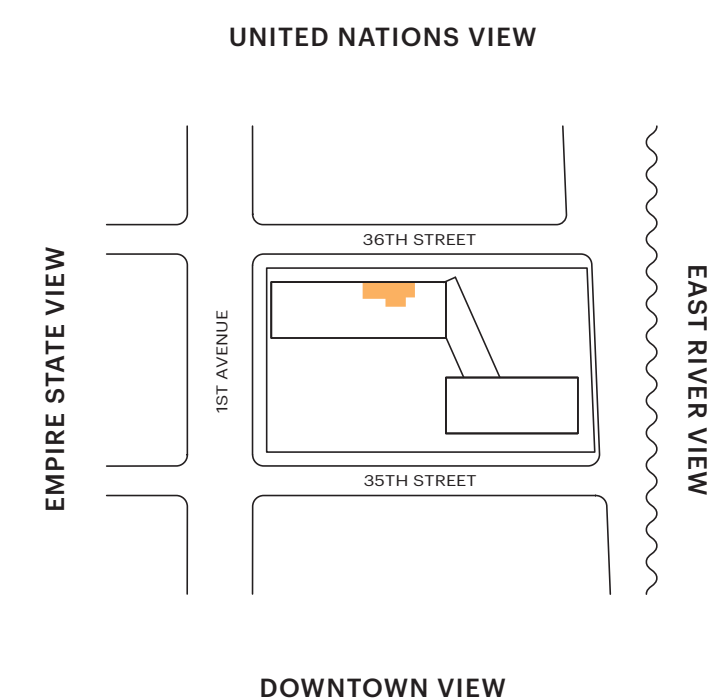 UNITED NATIONS VIEW
36TH STREET
EMPIRE STATE VIEW
1ST AVENUE
EAST RIVER VIEW
35TH STREET
DOWNTOWN VIEW